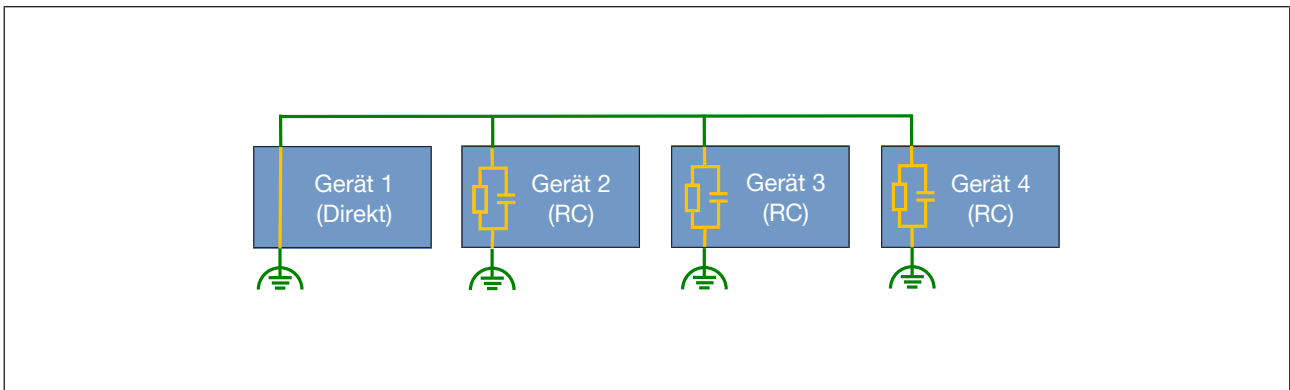 Gerät 1
(Direkt)
Gerät 2
(RC)
Gerät 3
(RC)
Gerät 4
(RC)